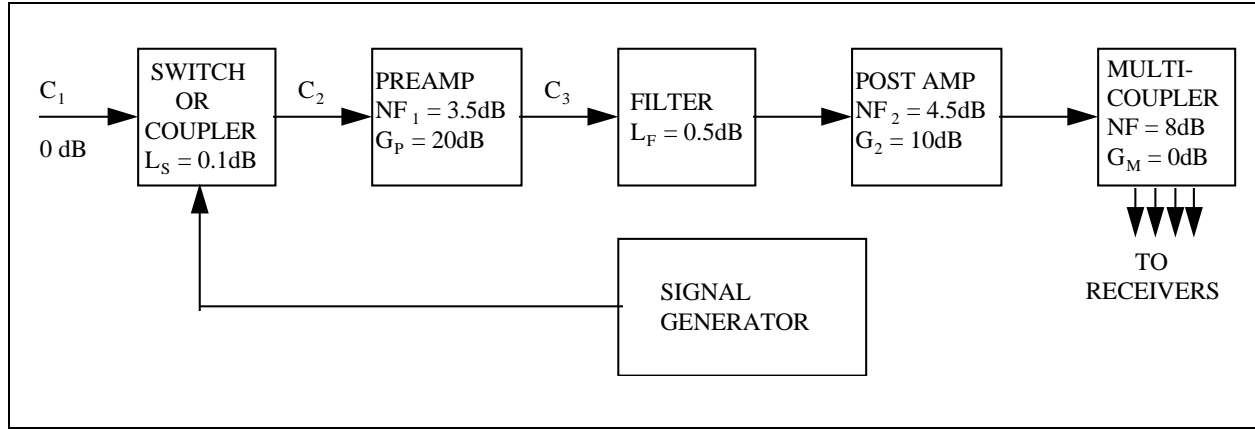 C1
0 dB
SWITCH
OR
COUPLER
LS = 0.1dB
C2
PREAMP
NF1 = 3.5dB
GP = 20dB
C3
FILTER
LF = 0.5dB
POST AMP
NF2 = 4.5dB
G2 = 10dB
MULTI-
COUPLER
NF = 8dB
GM = 0dB
TO
RECEIVERS
SIGNAL
GENERATOR